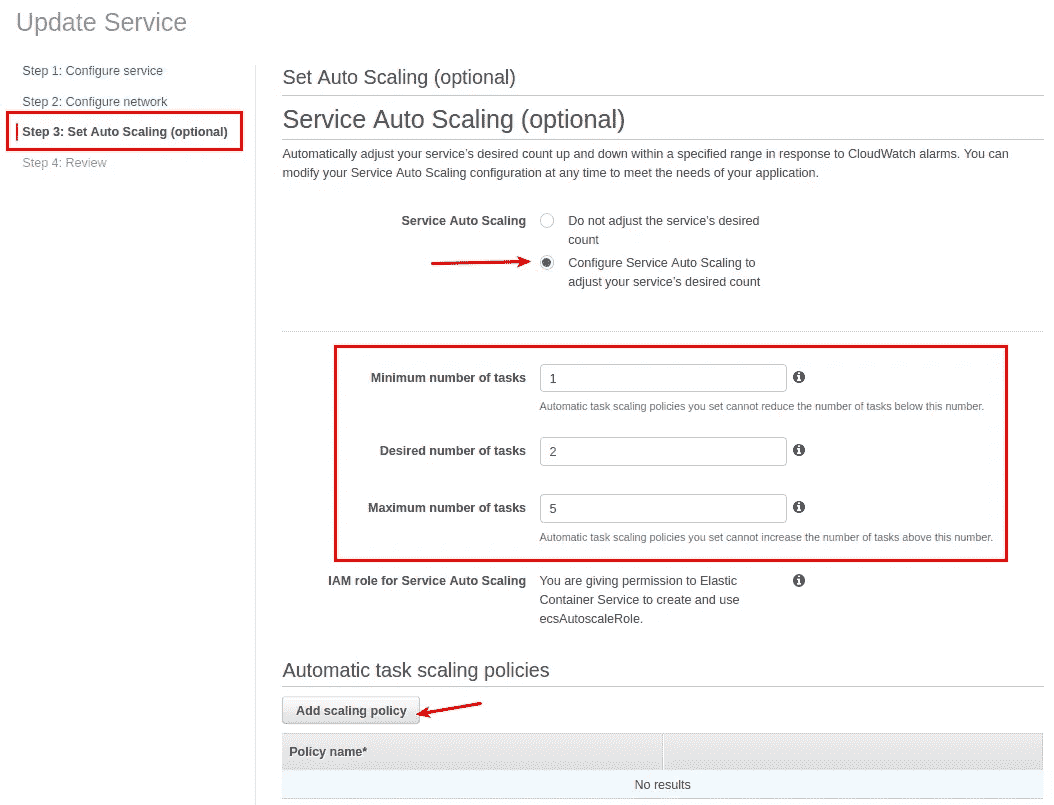 Update Service
Step 1: Configure service
Step 2: Configure network
Step 3: Set Auto Scaling (optional)
Step 4: Review
Set Auto Scaling (optional)
Service Auto Scaling (optional)
Automatically adjust your service's desired count up and down within a specified range in response to CloudWatch alarms. You can
modify your Service Auto Scaling configuration at any time to meet the needs of your application.
Service Auto Scaling
Do not adjust the service's desired
count
Configure Service Auto Scaling to
adjust your service's desired count
Minimum number of tasks
1
Automatic task scaling policies you set cannot reduce the number of tasks below this number.
Desired number of tasks
2
Maximum number of tasks
5
Automatic task scaling policies you set cannot increase the number of tasks above this number.
IAM role for Service Auto Scaling
You are giving permission to Elastic
Container Service to create and use
ecsAutoscaleRole.
Automatic task scaling policies
Add scaling policy
Policy name*
No results